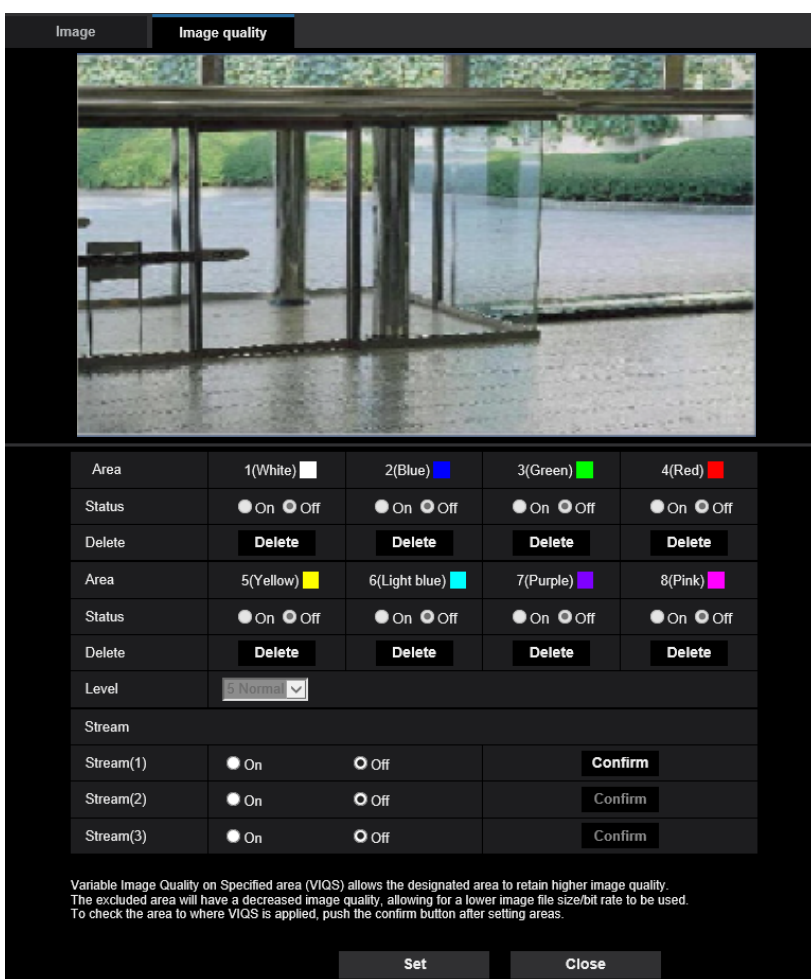 Image Image quality
Area 1(White) 2(Blue) 3(Green) 4(Red)
Status On Off On Off On Off On Off
Delete Delete Delete Delete Delete
Area 5(Yellow) 6(Light blue) 7(Purple) 8(Pink)
Status On Off On Off On Off On Off
Delete Delete Delete Delete Delete
Level 5 Normal
Stream
Stream(1) On Off Confirm
Stream(2) On Off Confirm
Stream(3) On Off Confirm
Variable Image Quality on Specified area (VIQS) allows the designated area to retain higher image quality.
The excluded area will have a decreased image quality, allowing for a lower image file size/bit rate to be used.
To check the area to where VIQS is applied, push the confirm button after setting areas.
Set Close